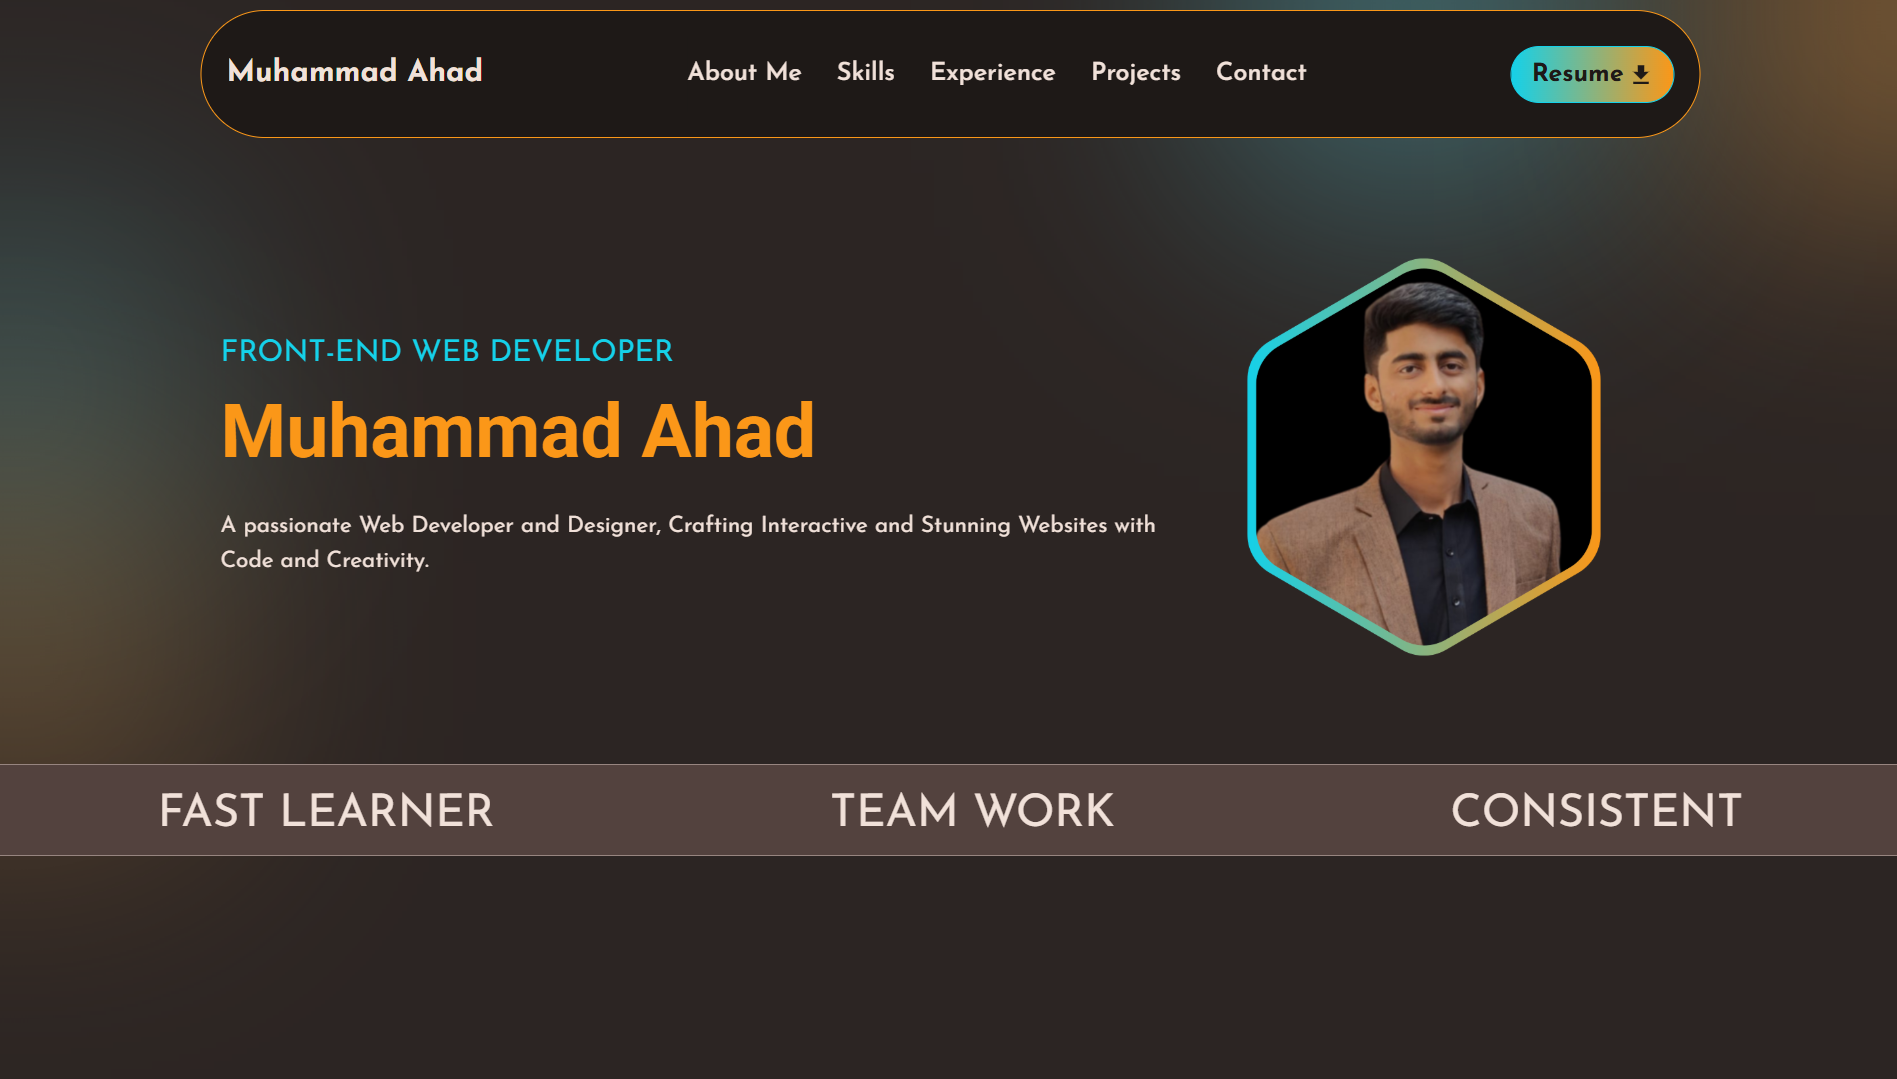 Muhammad Ahad
About Me
Skills
Experience
Projects
Contact
Resume
FRONT-END WEB DEVELOPER
Muhammad Ahad
A passionate Web Developer and Designer, Crafting Interactive and Stunning Websites with
Code and Creativity.
FAST LEARNER
TEAM WORK
CONSISTENT